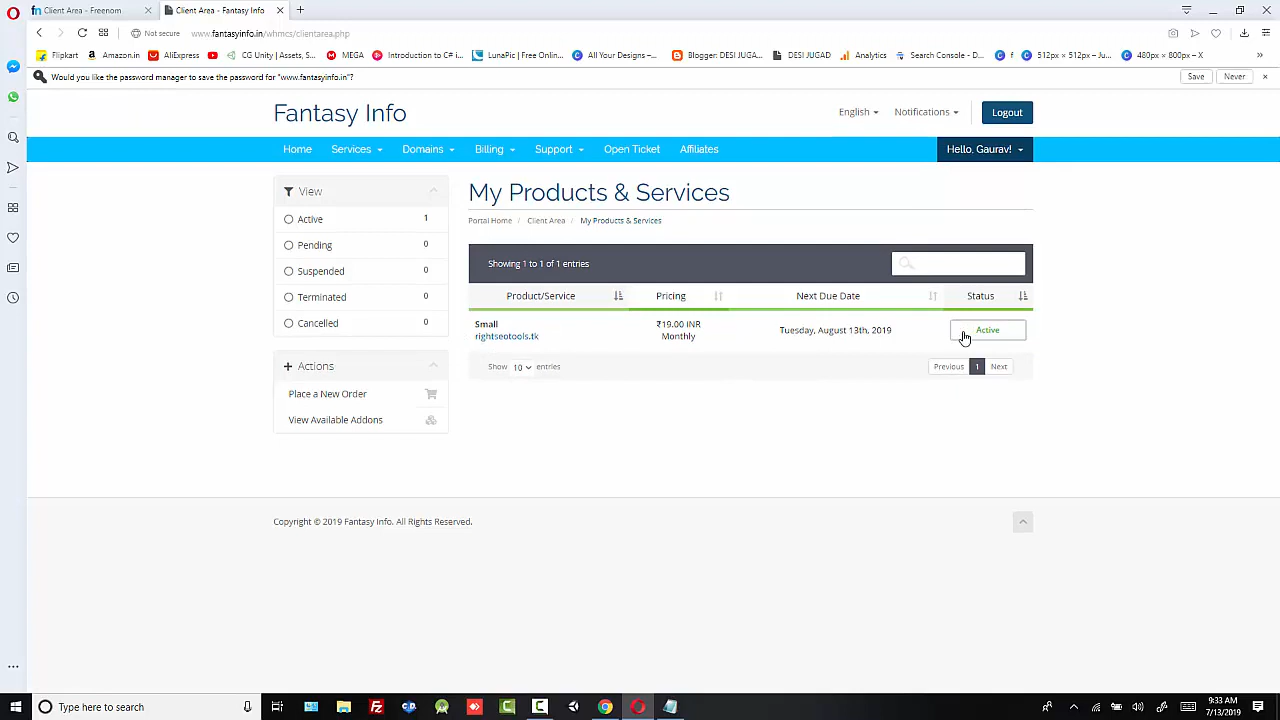 Client Area - Freenom
Client Area - Fantasy Info
Not secure www.fantasyinfo.in/whmcs/clientarea.php
Flipkart Amazon.in AliExpress CG Unity | Assets, S... MEGA Introduction to C# i... LunaPic | Free Onlin... All Your Designs –... Blogger: DESI JUGAD DESI JUGAD Analytics Search Console - D... f 512px × 512px – Ju... 480px × 800px – X
Would you like the password manager to save the password for "www.fantasyinfo.in"?
Save Never
Fantasy Info
English Notifications Logout
Home Services Domains Billing Support Open Ticket Affiliates Hello, Gaurav!
View
Active 1
Pending 0
Suspended 0
Terminated 0
Cancelled 0
Actions
Place a New Order
View Available Addons
My Products & Services
Portal Home / Client Area / My Products & Services
Showing 1 to 1 of 1 entries
Product/Service Pricing Next Due Date Status
Small ₹19.00 INR Tuesday, August 13th, 2019 Active
rightseotools.tk Monthly
Show 10 entries Previous 1 Next
Copyright © 2019 Fantasy Info. All Rights Reserved.
Type here to search
9:33 AM
7/13/2019